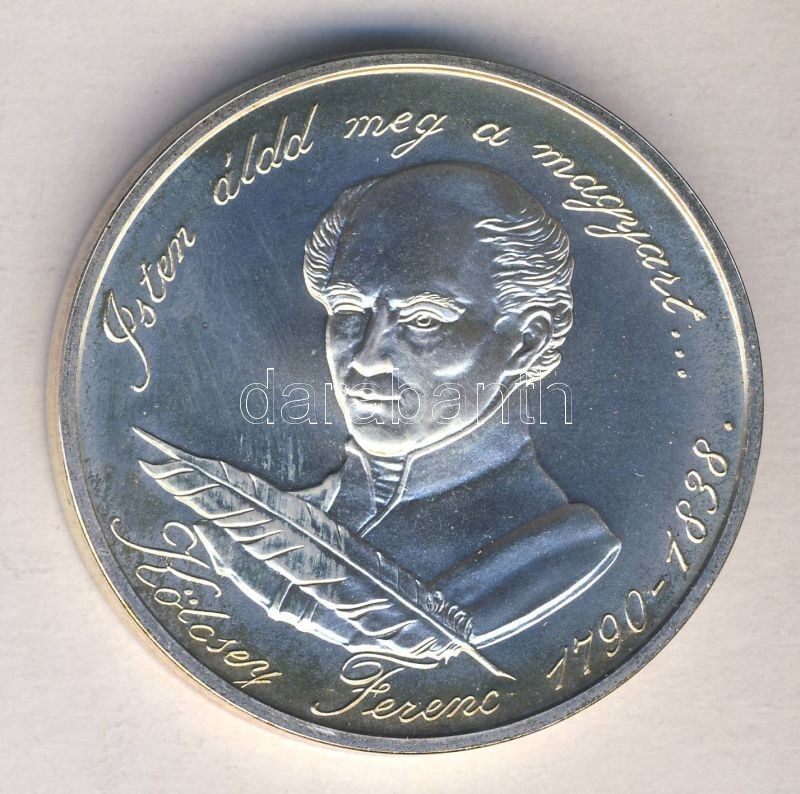 Isten áldd meg a magyart...
darabanth
Kölcsey Ferenc 1790-1838.